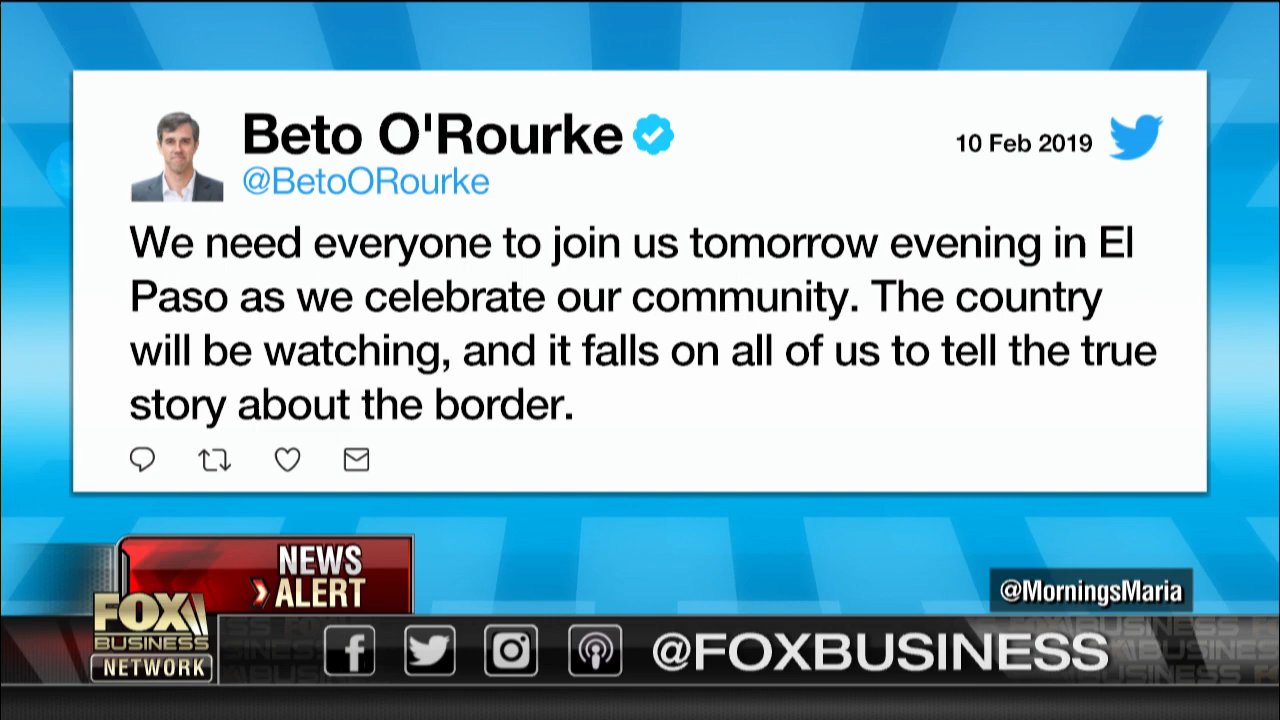 Beto O'Rourke
@BetoORourke
10 Feb 2019
We need everyone to join us tomorrow evening in El
Paso as we celebrate our community. The country
will be watching, and it falls on all of us to tell the true
story about the border.
NEWS
ALERT
@MorningsMaria
FOX
BUSINESS
NETWORK
@FOXBUSINESS